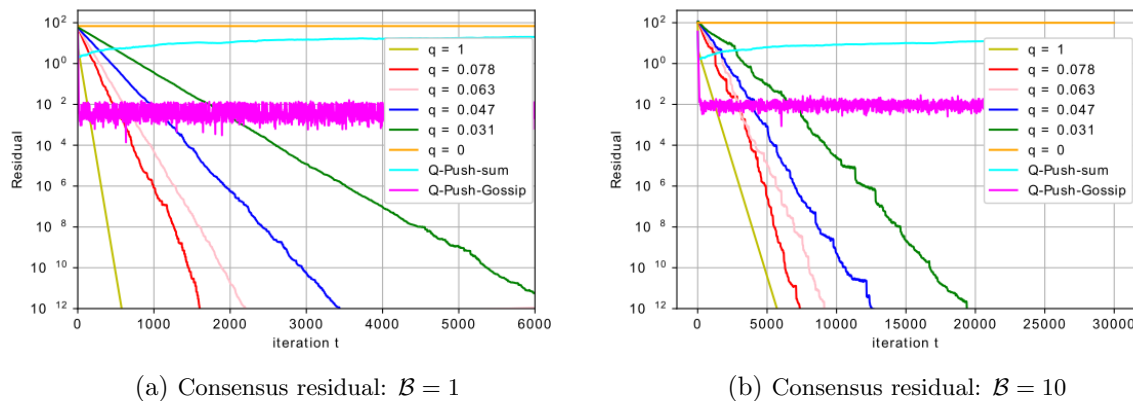 10 2
10 0
10 2
10 4
10 6
10 8
10 10
10 12
Residual
0 1000 2000 3000 4000 5000 6000
iteration t
q = 1
q = 0.078
q = 0.063
q = 0.047
q = 0.031
q = 0
Q-Push-sum
Q-Push-Gossip
(a) Consensus residual: ℬ = 1
10 2
10 0
10 2
10 4
10 6
10 8
10 10
10 12
Residual
0 5000 10000 15000 20000 25000 30000
iteration t
q = 1
q = 0.078
q = 0.063
q = 0.047
q = 0.031
q = 0
Q-Push-sum
Q-Push-Gossip
(b) Consensus residual: ℬ = 10